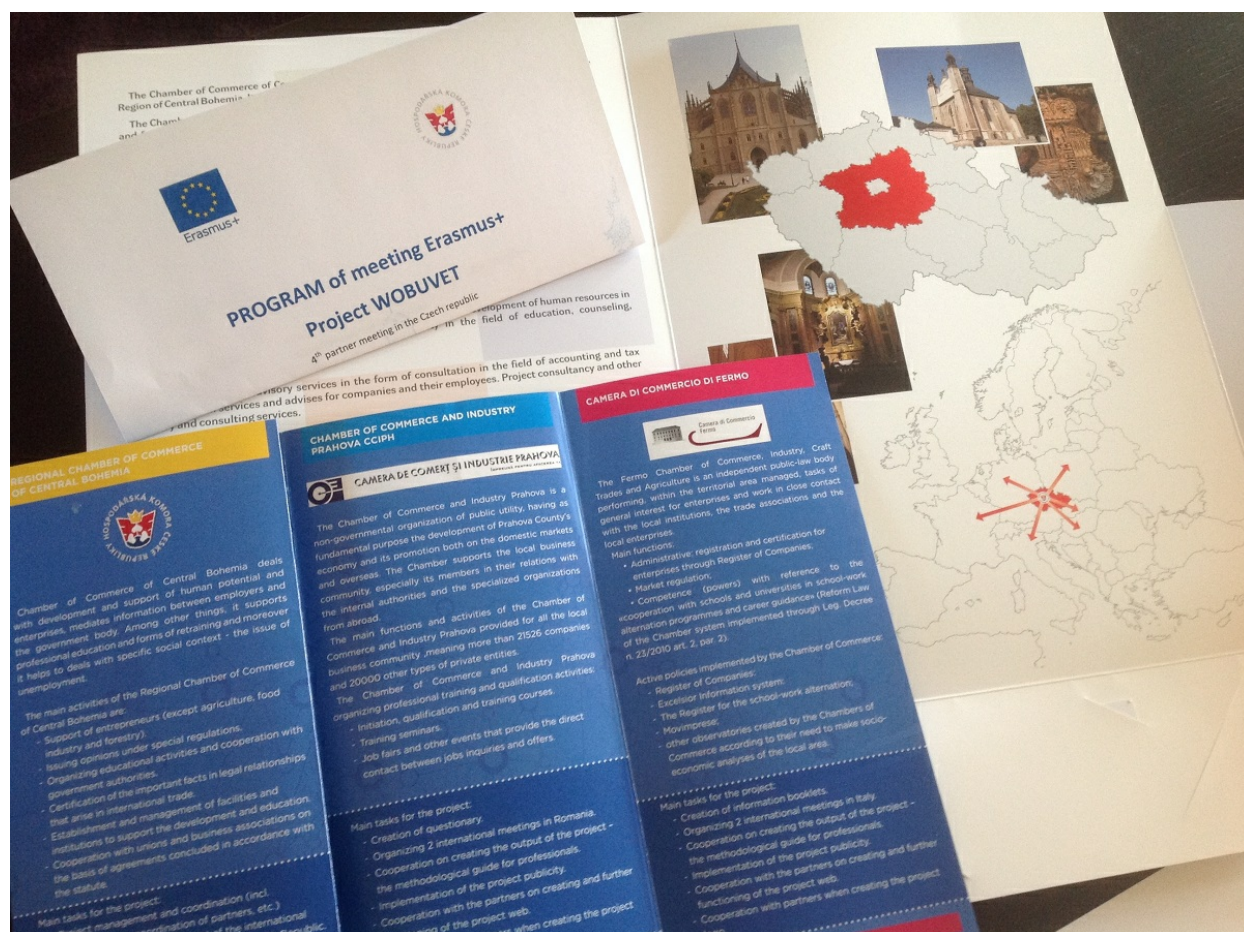 The Chamber of Commerce of
Region of Central Bohemia
The
and
HOSPODÁŘSKA KOMORA ČESKÉ REPUBLIKY
Erasmus+
PROGRAM of meeting Erasmus+
Project WOBUVET
4th partner meeting in the Czech republic
of human resources in
in the field of education, counseling,
services in the form of consultation in the field of accounting and tax
services and advises for companies and their employees. Project consultancy and other
and consulting services.
REGIONAL CHAMBER OF COMMERCE
OF CENTRAL BOHEMIA
HOSPODÁŘSKA KOMORA ČESKÉ REPUBLIKY
Chamber of Commerce of Central Bohemia deals
with development and support of human potential and
enterprises, mediates information between employers and
the government body. Among other things, it supports
professional education and forms of retraining and moreover
it helps to deals with specific social context - the issue of
unemployment.
The main activities of the Regional Chamber of Commerce
of Central Bohemia are:
- Support of entrepreneurs (except agriculture, food
industry and forestry).
- Issuing opinions under special regulations.
- Organizing educational activities and cooperation with
government authorities.
- Certification of the important facts in legal relationships
that arise in international trade.
- Establishment and management of facilities and
institutions to support the development and education.
- Cooperation with unions and business associations on
the basis of agreements concluded in accordance with
the statute.
Main tasks for the project:
- Project management and coordination (incl.
coordination of partners, etc.)
of the international
Republic.
CHAMBER OF COMMERCE AND INDUSTRY
PRAHOVA CCIPH
CAMERA DE COMERȚ ȘI INDUSTRIE PRAHOVA
The Chamber of Commerce and Industry Prahova is a
non-governmental organization of public utility, having as
fundamental purpose the development of Prahova County's
economy and its promotion both on the domestic markets
and overseas. The Chamber supports the local business
community, especially its members in their relations with
the internal authorities and the specialized organizations
from abroad.
The main functions and activities of the Chamber of
Commerce and Industry Prahova provided for all the local
business community ,meaning more than 21526 companies
and 20000 other types of private entities.
The Chamber of Commerce and Industry Prahova
organizing professional training and qualification activities:
- Initiation, qualification and training courses.
- Training seminars.
- Job fairs and other events that provide the direct
contact between jobs inquiries and offers.
Main tasks for the project:
- Creation of questionary.
- Organizing 2 international meetings in Romania.
- Cooperation on creating the output of the project –
the methodological guide for professionals.
- Implementation of the project publicity.
- Cooperation with the partners on creating and further
of the project web.
when creating the project
CAMERA DI COMMERCIO DI FERMO
Camera di Commercio
Fermo
The Fermo Chamber of Commerce, Industry, Craft
Trades and Agriculture is an independent public-law body
performing, within the territorial area managed, tasks of
general interest for enterprises and work in close contact
with the local institutions, the trade associations and the
local enterprises.
Main functions:
• Administrative: registration and certification for
enterprises through Register of Companies;
• Market regulation;
• Competence (powers) with reference to the
«cooperation with schools and universities in school-work
alternation programmes and career guidance» (Reform Law
of the Chamber system implemented through Leg. Decree
n. 23/2010 art. 2, par. 2).
Active policies implemented by the Chamber of Commerce:
- Register of Companies;
- Excelsior Information system;
- The Register for the school-work alternation;
- Movimprese;
- other observatories created by the Chambers of
Commerce according to their need to make socio-
economic analyses of the local area.
Main tasks for the project:
- Creation of information booklets.
- Organizing 2 international meetings in Italy.
- Cooperation on creating the output of the project –
the methodological guide for professionals.
- Implementation of the project publicity.
- Cooperation with the partners on creating and further
functioning of the project web.
- Cooperation with partners when creating the project